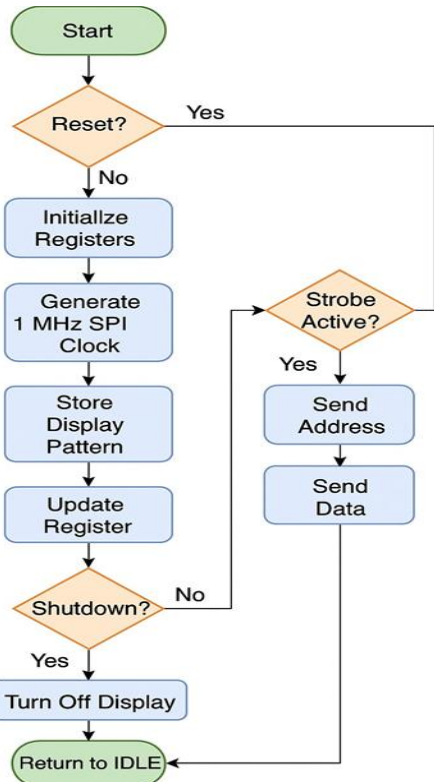 Start
Reset?
Yes
No
Initiallze
Registers
Generate
1 MHz SPI
Clock
Store
Display
Pattern
Update
Register
Shutdown?
No
Yes
Turn Off Display
Return to IDLE
Strobe
Active?
Yes
Send
Address
Send
Data